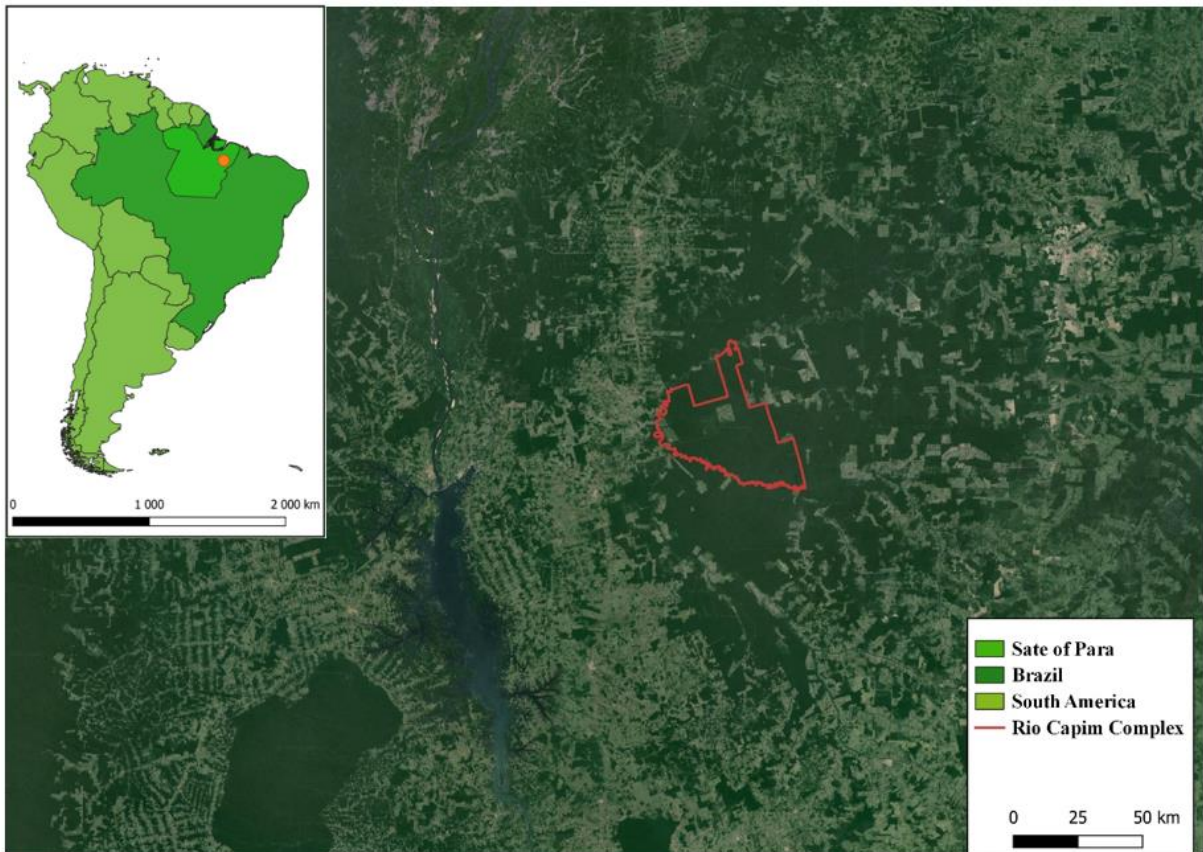 0 1 000 2 000 km
Sate of Para
Brazil
South America
Rio Capim Complex
0 25 50 km